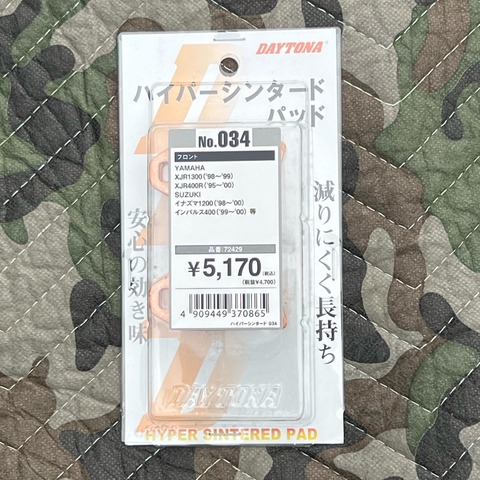 DAYTONA
ハイパーシンタード
パッド
No.034
フロント
YAMAHA
XJR1300('98〜'99)
XJR400R('95〜'00)
SUZUKI
イナズマ1200('98〜'00)
インパルス400('99〜'00) 等
品番:72429
¥5,170(税込)
(税抜¥4,700)
4 909449 370865
ハイパーシンタード 034
減りにくく長持ち
安心の効き味
DAYTONA
HYPER SINTERED PAD